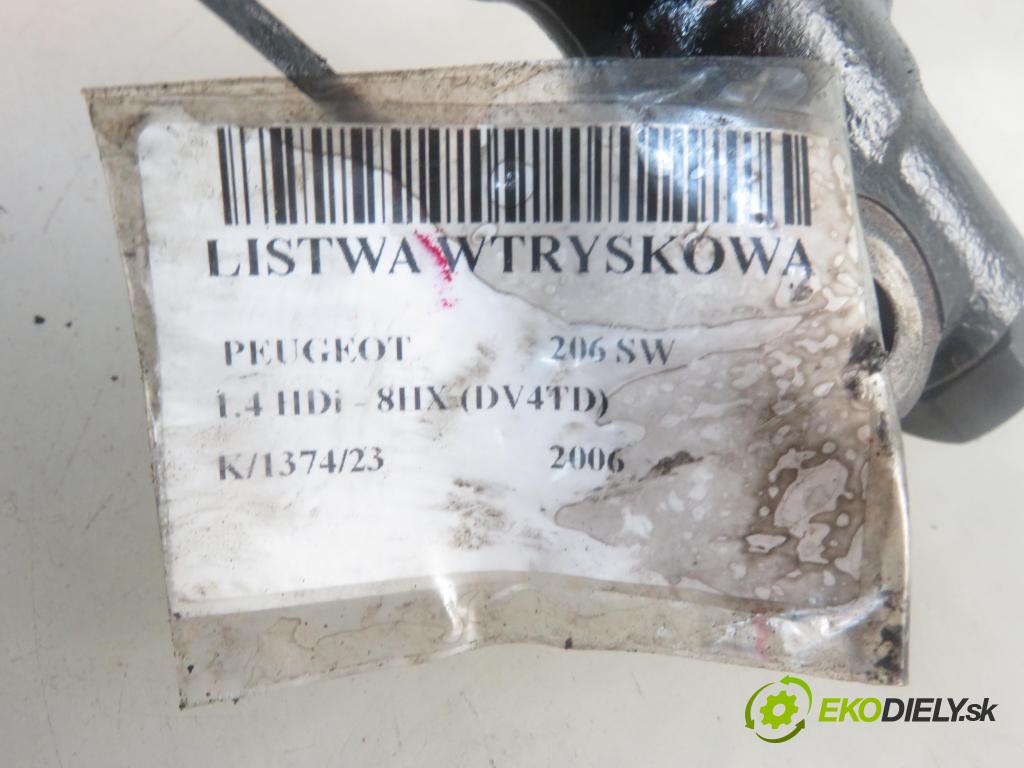 LISTWA WTRYSKOWA
PEUGEOT 206 SW
1.4 HDi - 8HX (DV4TD)
K/1374/23 2006
EKODIELY.sk